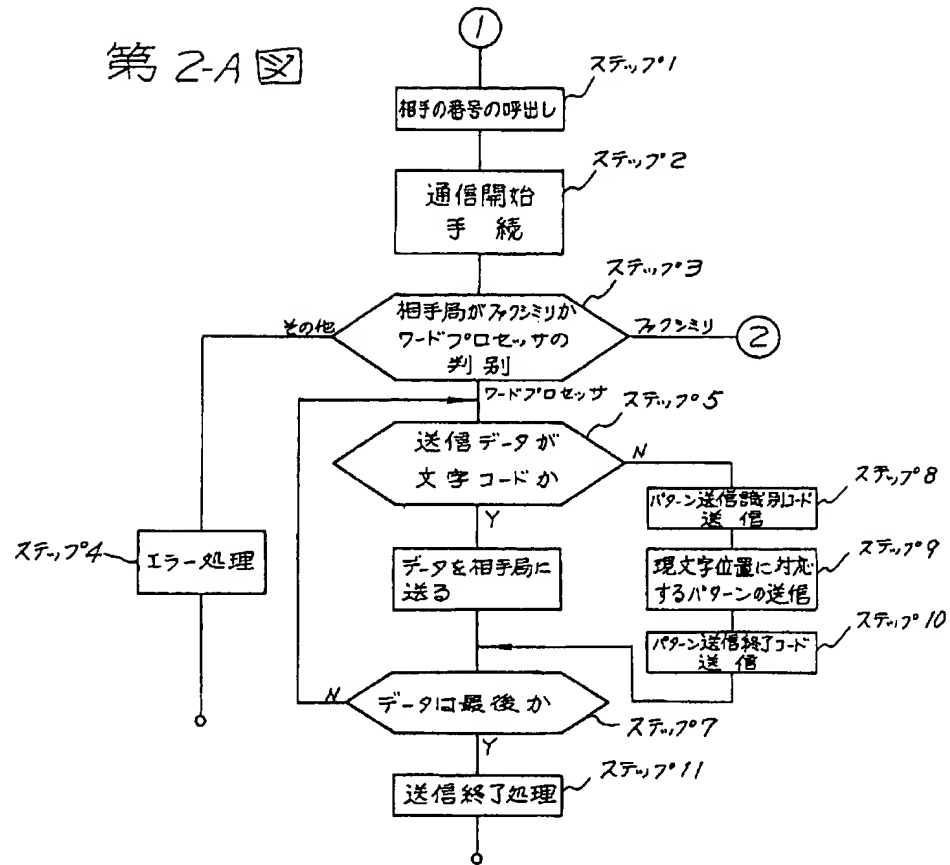 第2-A図
1
ステップ1
相手の番号の呼出し
ステップ2
通信開始
手続
ステップ3
相手局がファクシミリか
ワードプロセッサの
判別
その他
ファクシミリ
2
ワードプロセッサ
ステップ5
送信データが
文字コードか
N
Y
ステップ8
パターン送信識別コード
送信
ステップ4
エラー処理
データを相手局に
送る
ステップ9
現文字位置に対応
するパターンの送信
ステップ10
パターン送信終了コード
送信
N
データは最後か
ステップ7
Y
ステップ11
送信終了処理